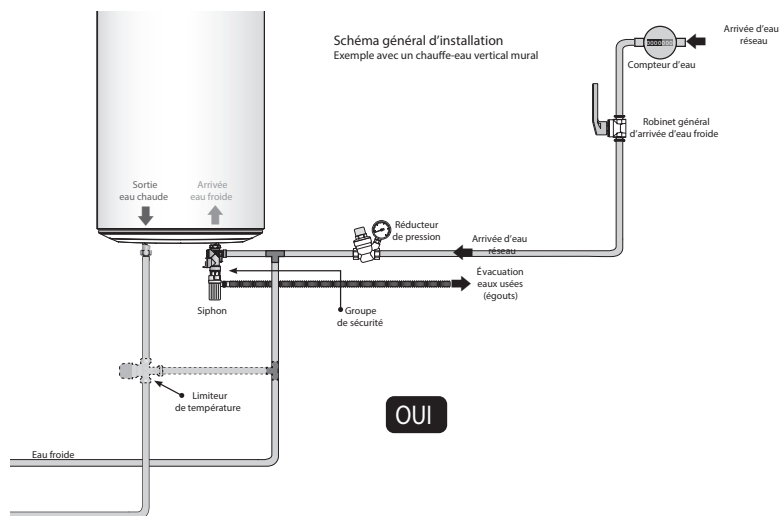 Schéma général d'installation
Exemple avec un chauffe-eau vertical mural
Arrivée d'eau
réseau
Compteur d'eau
Robinet général
d'arrivée d'eau froide
Sortie
eau chaude
Arrivée
eau froide
Réducteur
de pression
Arrivée d'eau
réseau
Évacuation
eaux usées
(égouts)
Siphon
Groupe
de sécurité
Limiteur
de température
OUI
Eau froide